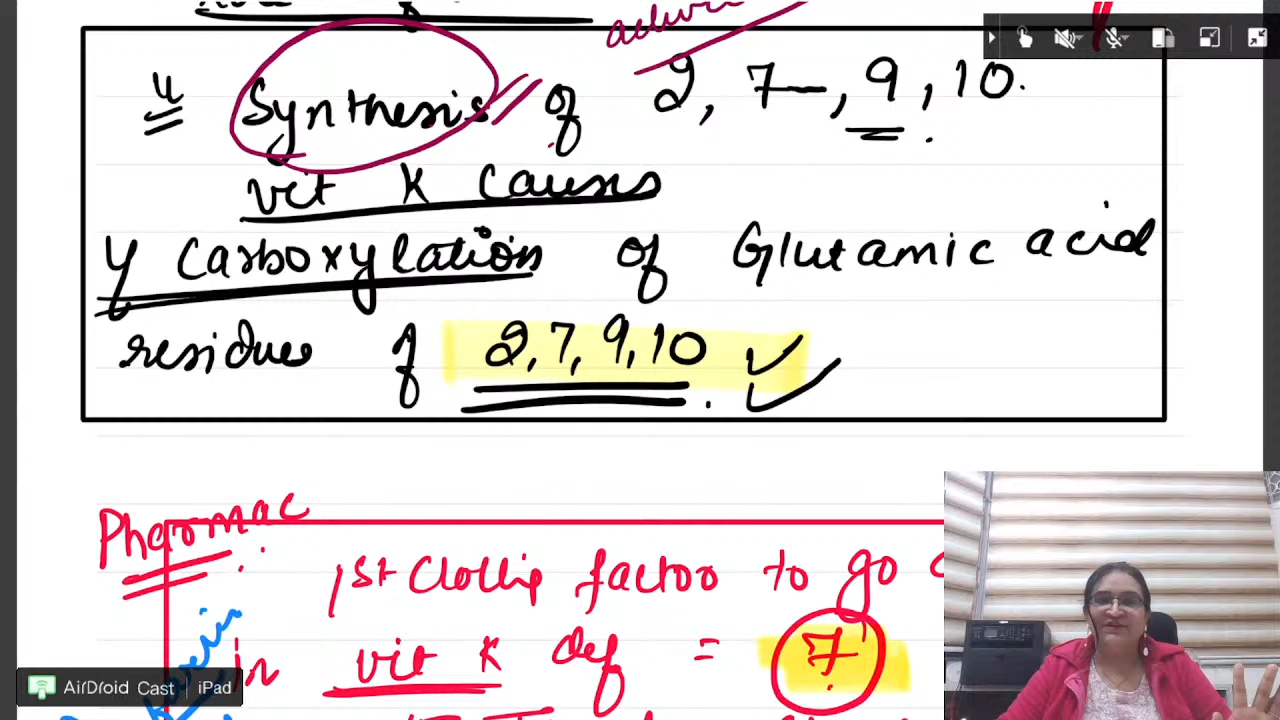 Synthesis of 2, 7, 9, 10.
vit K causes
γ carboxylation of Glutamic acid
residues of 2, 7, 9, 10
Pharmac
1st Clotting factor to go
in vit K def = 7
AirDroid Cast | iPad